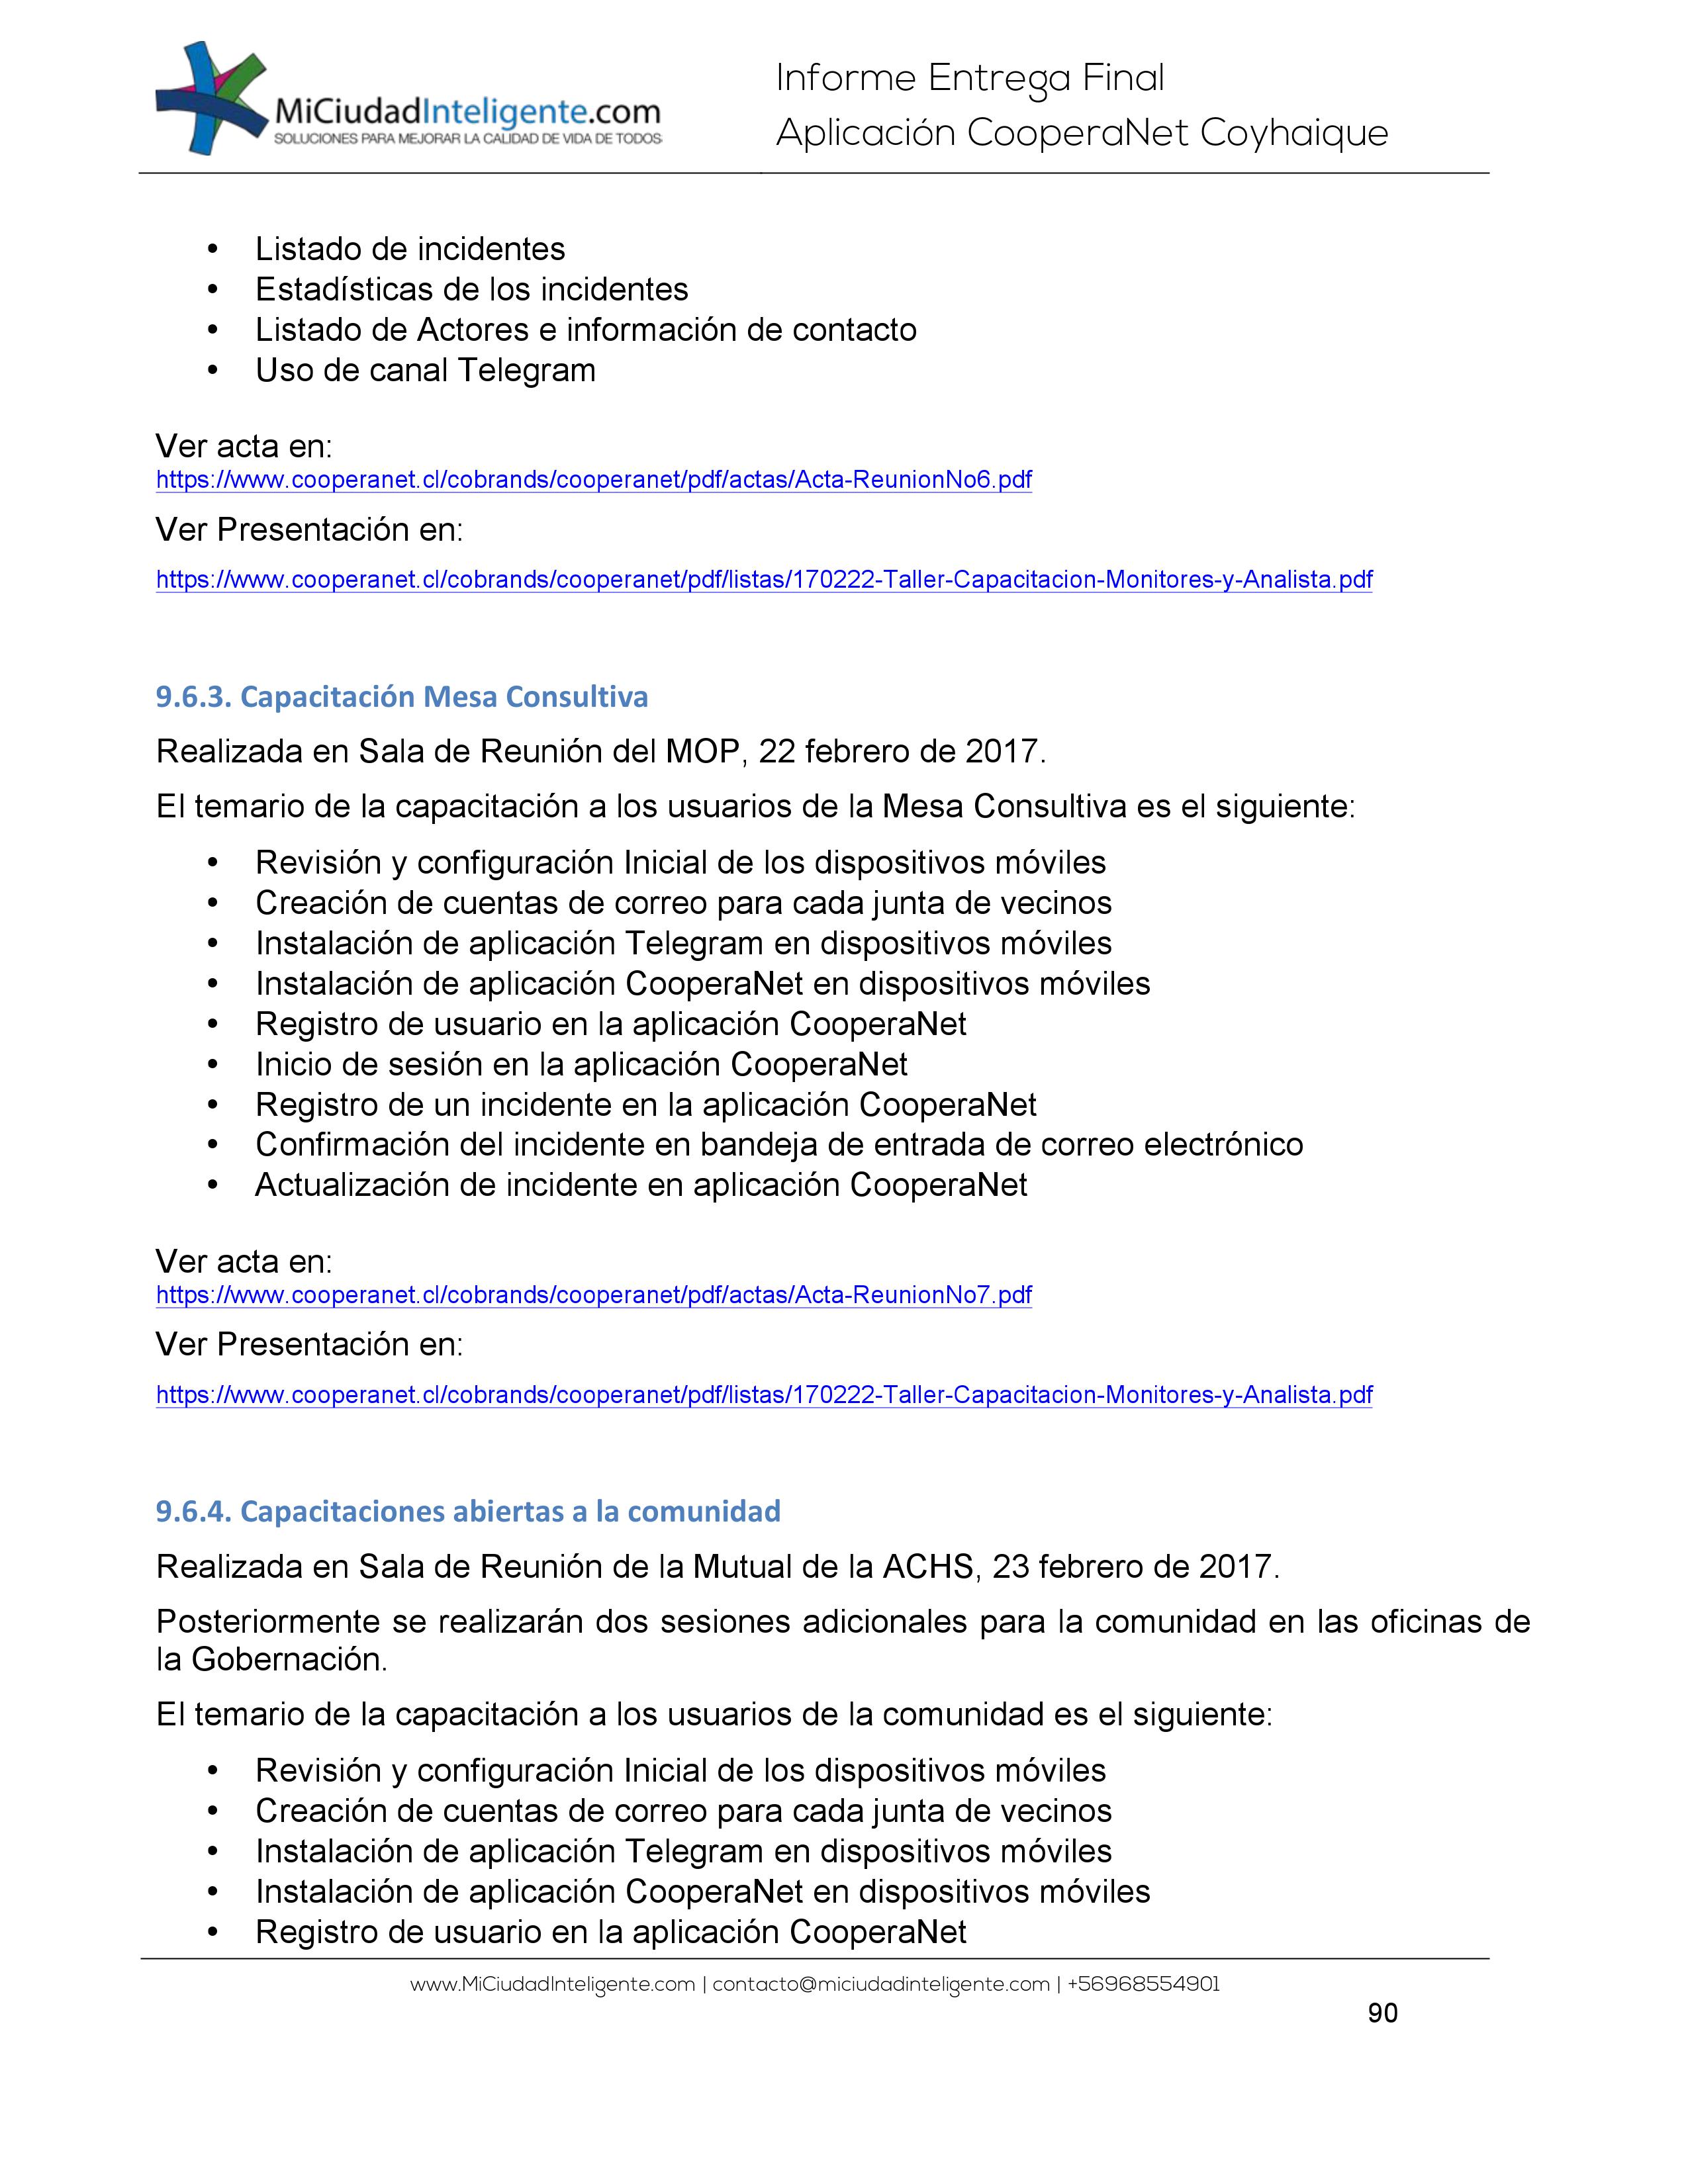 MiCiudadInteligente.com
SOLUCIONES PARA MEJORAR LA CALIDAD DE VIDA DE TODOS
Informe Entrega Final
Aplicación CooperaNet Coyhaique
• Listado de incidentes
• Estadísticas de los incidentes
• Listado de Actores e información de contacto
• Uso de canal Telegram
Ver acta en:
https://www.cooperanet.cl/cobrands/cooperanet/pdf/actas/Acta-ReunionNo6.pdf
Ver Presentación en:
https://www.cooperanet.cl/cobrands/cooperanet/pdf/listas/170222-Taller-Capacitacion-Monitores-y-Analista.pdf
9.6.3. Capacitación Mesa Consultiva
Realizada en Sala de Reunión del MOP, 22 febrero de 2017.
El temario de la capacitación a los usuarios de la Mesa Consultiva es el siguiente:
• Revisión y configuración Inicial de los dispositivos móviles
• Creación de cuentas de correo para cada junta de vecinos
• Instalación de aplicación Telegram en dispositivos móviles
• Instalación de aplicación CooperaNet en dispositivos móviles
• Registro de usuario en la aplicación CooperaNet
• Inicio de sesión en la aplicación CooperaNet
• Registro de un incidente en la aplicación CooperaNet
• Confirmación del incidente en bandeja de entrada de correo electrónico
• Actualización de incidente en aplicación CooperaNet
Ver acta en:
https://www.cooperanet.cl/cobrands/cooperanet/pdf/actas/Acta-ReunionNo7.pdf
Ver Presentación en:
https://www.cooperanet.cl/cobrands/cooperanet/pdf/listas/170222-Taller-Capacitacion-Monitores-y-Analista.pdf
9.6.4. Capacitaciones abiertas a la comunidad
Realizada en Sala de Reunión de la Mutual de la ACHS, 23 febrero de 2017.
Posteriormente se realizarán dos sesiones adicionales para la comunidad en las oficinas de
la Gobernación.
El temario de la capacitación a los usuarios de la comunidad es el siguiente:
• Revisión y configuración Inicial de los dispositivos móviles
• Creación de cuentas de correo para cada junta de vecinos
• Instalación de aplicación Telegram en dispositivos móviles
• Instalación de aplicación CooperaNet en dispositivos móviles
• Registro de usuario en la aplicación CooperaNet
www.MiCiudadInteligente.com | contacto@miciudadinteligente.com | +56968554901
90